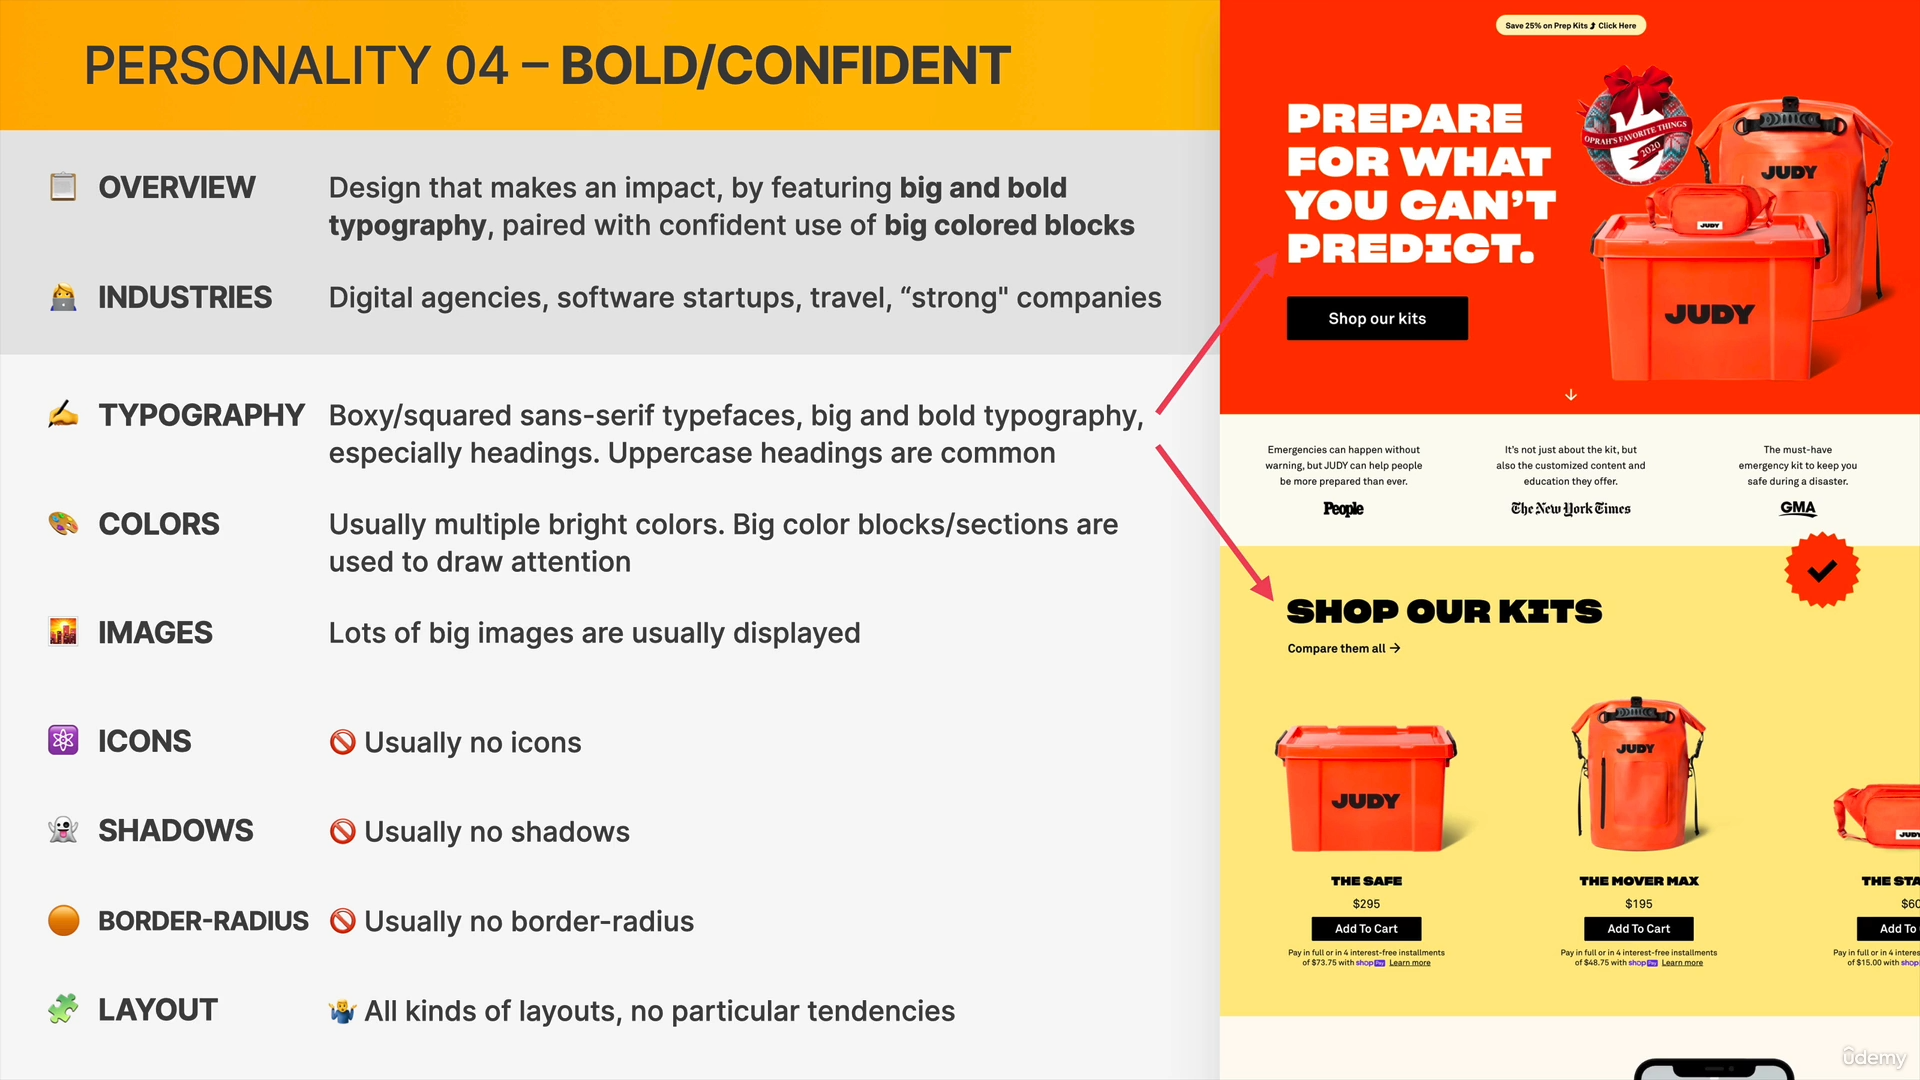 PERSONALITY 04 – BOLD/CONFIDENT
OVERVIEW
Design that makes an impact, by featuring big and bold
typography, paired with confident use of big colored blocks
INDUSTRIES
Digital agencies, software startups, travel, “strong" companies
TYPOGRAPHY
Boxy/squared sans-serif typefaces, big and bold typography,
especially headings. Uppercase headings are common
COLORS
Usually multiple bright colors. Big color blocks/sections are
used to draw attention
IMAGES
Lots of big images are usually displayed
ICONS
Usually no icons
SHADOWS
Usually no shadows
BORDER-RADIUS
Usually no border-radius
LAYOUT
All kinds of layouts, no particular tendencies
Save 25% on Prep Kits Click Here
PREPARE
FOR WHAT
YOU CAN’T
PREDICT.
Shop our kits
OPRAH'S FAVORITE THINGS
2020
JUDY
JUDY
JUDY
Emergencies can happen without
warning, but JUDY can help people
be more prepared than ever.
People
It’s not just about the kit, but
also the customized content and
education they offer.
The New York Times
The must-have
emergency kit to keep you
safe during a disaster.
GMA
SHOP OUR KITS
Compare them all →
JUDY
JUDY
JUDY
THE SAFE
$295
Add To Cart
Pay in full or in 4 interest-free installments
of $73.75 with shop Pay Learn more
THE MOVER MAX
$195
Add To Cart
Pay in full or in 4 interest-free installments
of $48.75 with shop Pay Learn more
THE STA
$60
Add To
Pay in full or in 4 interes
of $15.00 with shop
ûdemy